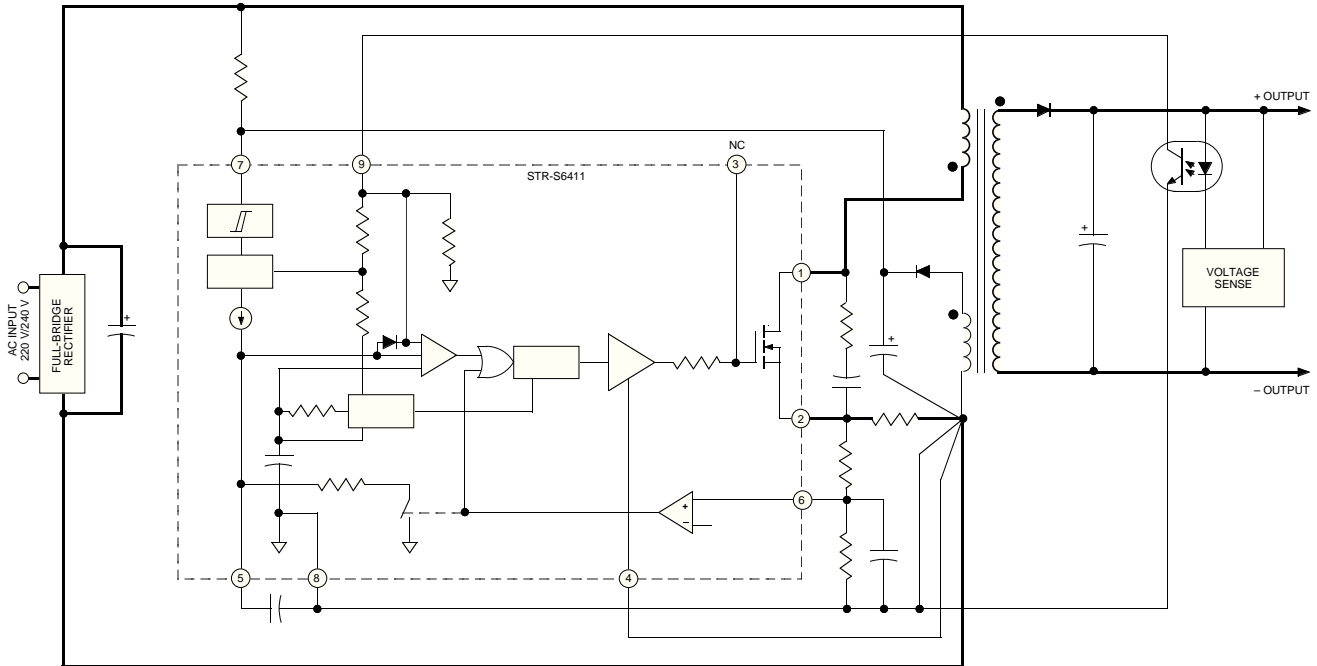 + OUTPUT
NC
7
9
3
STR-S6411
1
VOLTAGE
SENSE
AC INPUT
220 V/240 V
FULL-BRIDGE
RECTIFIER
+
+
+
– OUTPUT
2
6
+
–
5
8
4